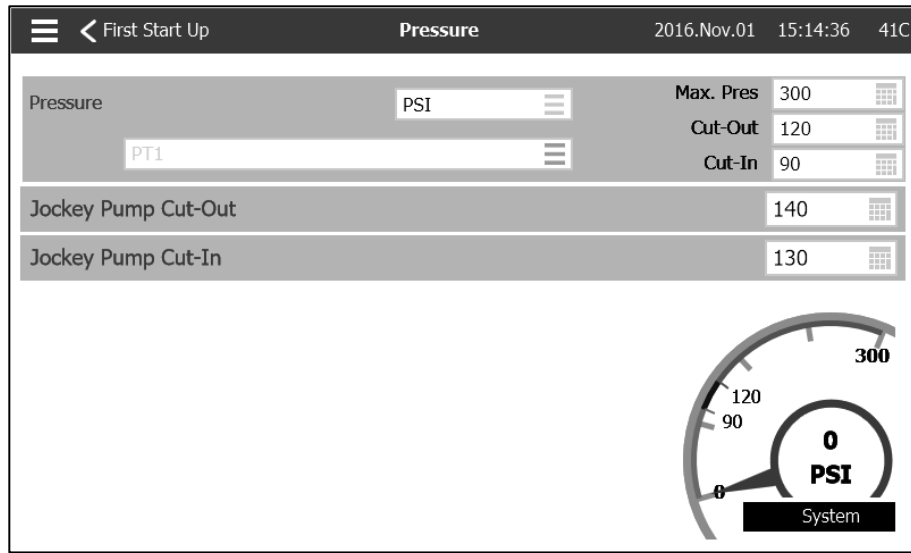 First Start Up Pressure 2016.Nov.01 15:14:36 41C
Pressure PSI Max. Pres 300
Cut-Out 120
PT1 Cut-In 90
Jockey Pump Cut-Out 140
Jockey Pump Cut-In 130
300
120
90
0
PSI
0
System